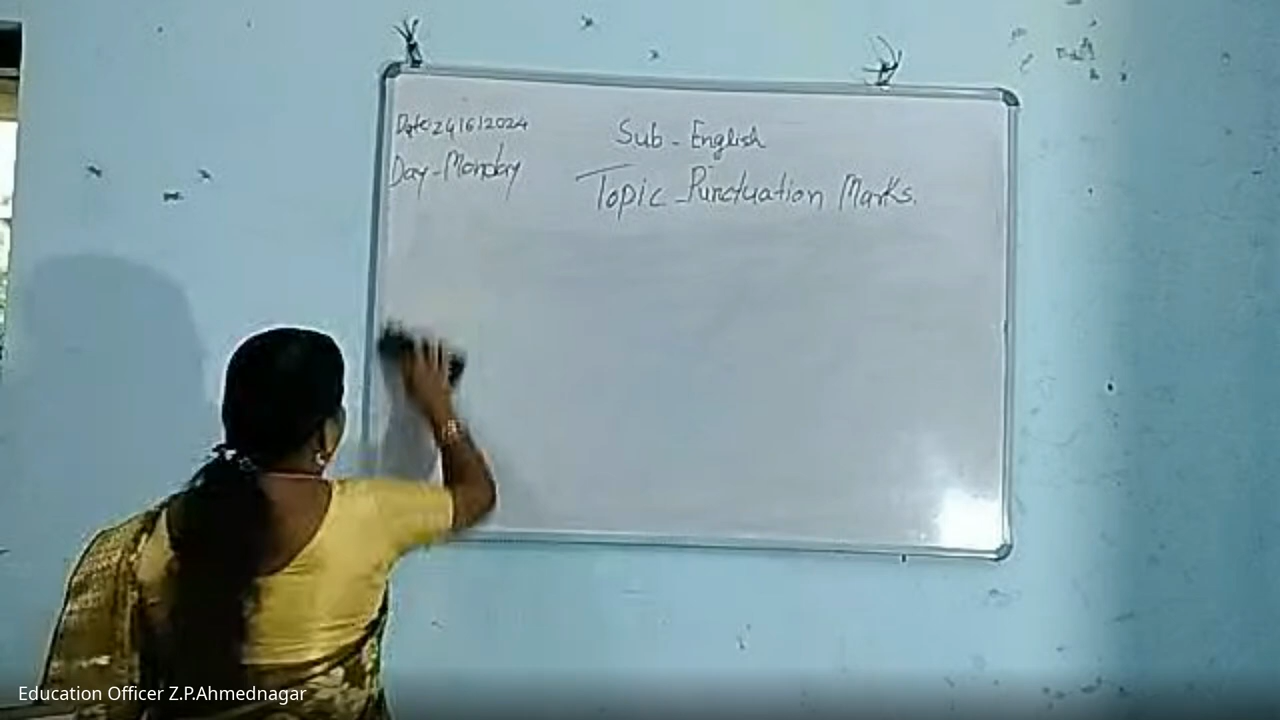 Date 24/6/2024
Sub - English
Day - Monday
Topic - Punctuation Marks.
Education Officer Z.P.Ahmednagar